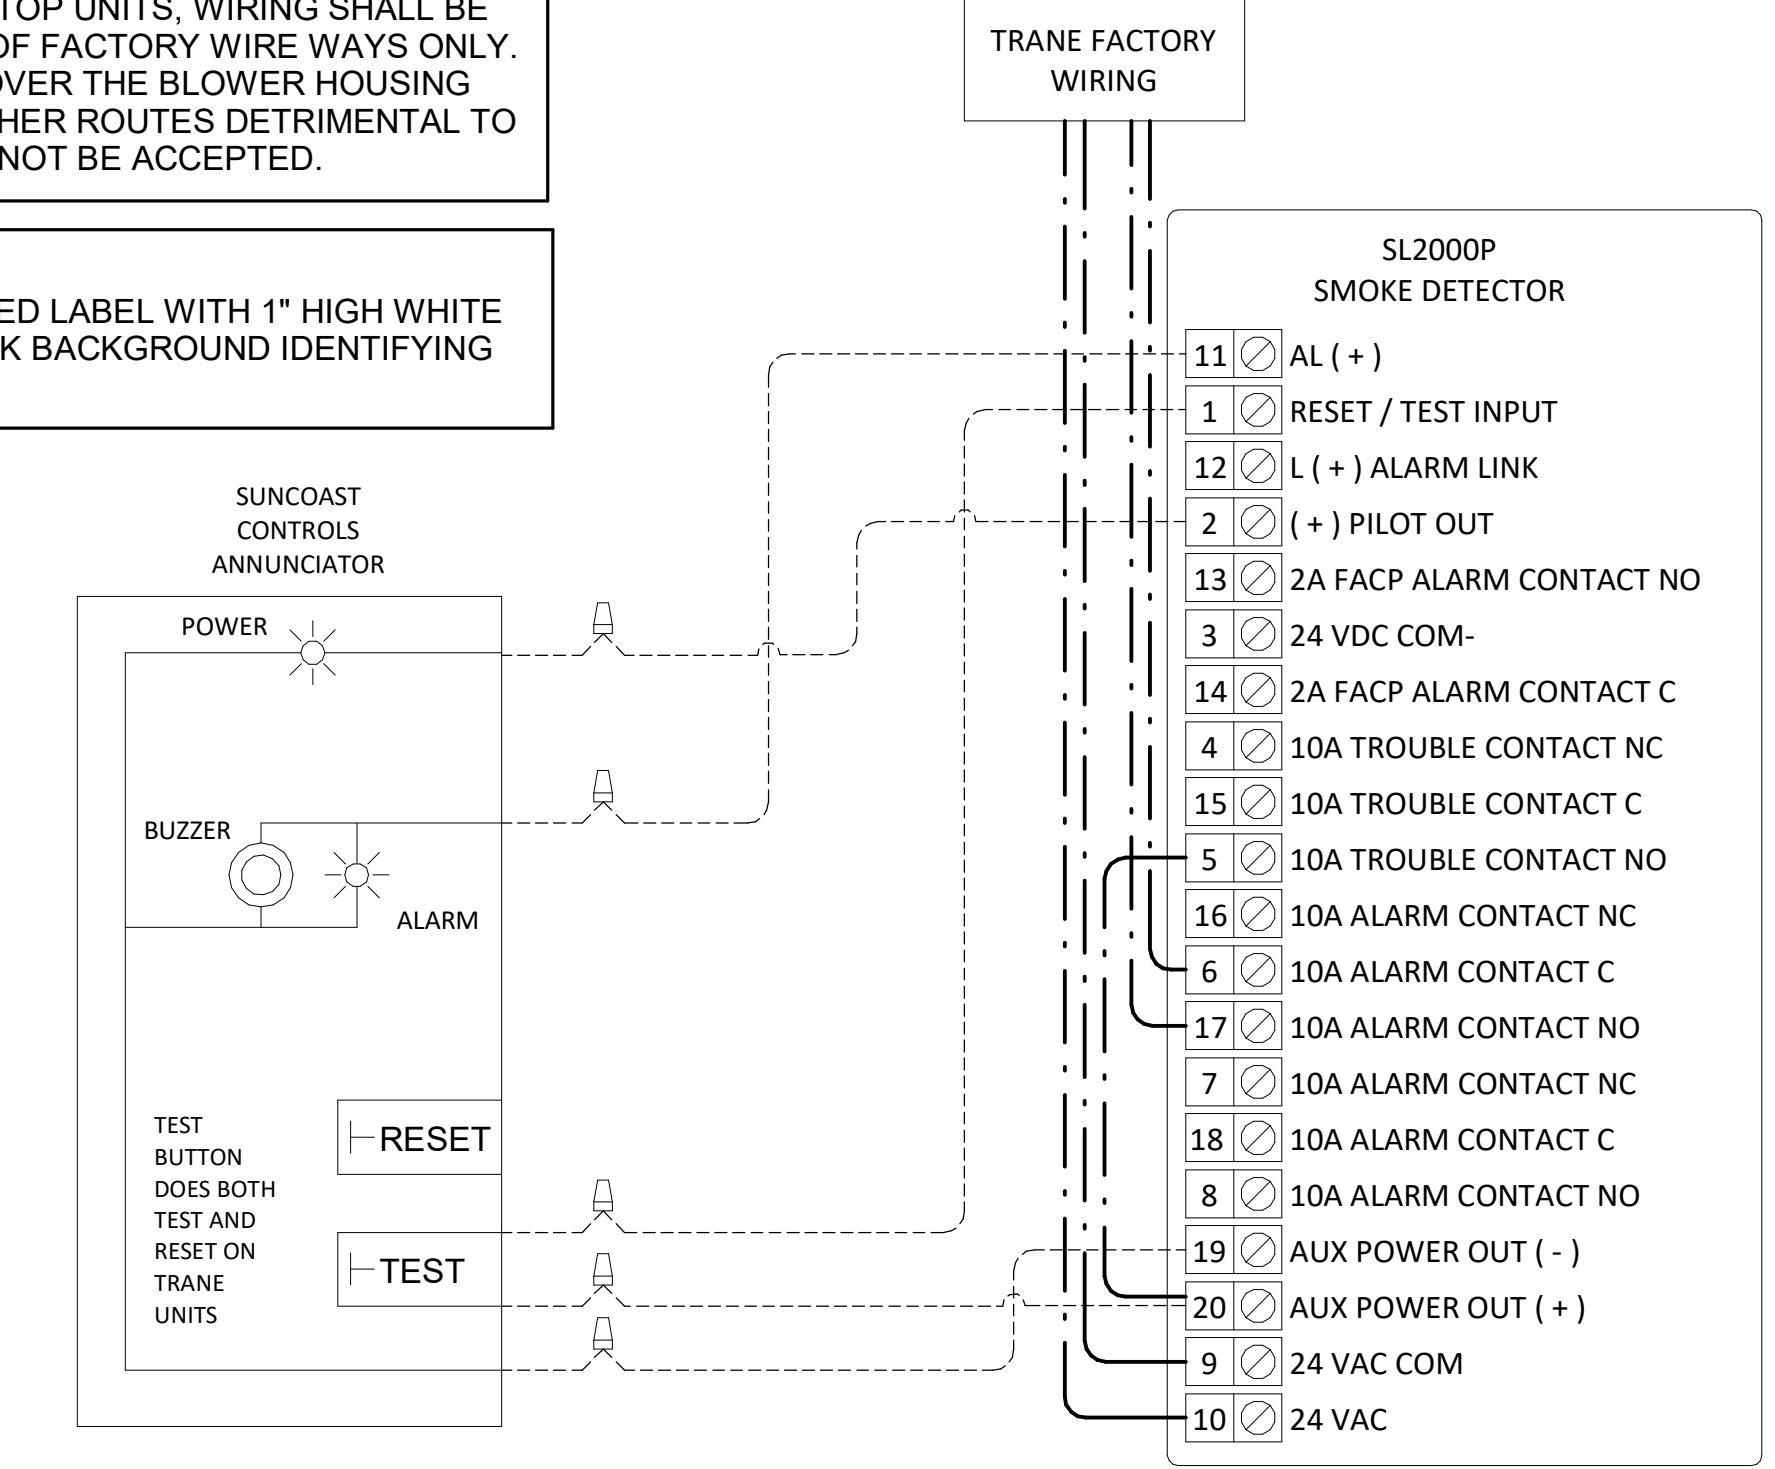 TOP UNITS, WIRING SHALL BE
OF FACTORY WIRE WAYS ONLY.
OVER THE BLOWER HOUSING
HER ROUTES DETRIMENTAL TO
NOT BE ACCEPTED.
ED LABEL WITH 1" HIGH WHITE
K BACKGROUND IDENTIFYING
TRANE FACTORY
WIRING
SUNCOAST
CONTROLS
ANNUNCIATOR
POWER
BUZZER
ALARM
RESET
TEST
BUTTON
DOES BOTH
TEST AND
RESET ON
TRANE
UNITS
TEST
SL2000P
SMOKE DETECTOR
11 AL ( + )
1 RESET / TEST INPUT
12 L ( + ) ALARM LINK
2 ( + ) PILOT OUT
13 2A FACP ALARM CONTACT NO
3 24 VDC COM-
14 2A FACP ALARM CONTACT C
4 10A TROUBLE CONTACT NC
15 10A TROUBLE CONTACT C
5 10A TROUBLE CONTACT NO
16 10A ALARM CONTACT NC
6 10A ALARM CONTACT C
17 10A ALARM CONTACT NO
7 10A ALARM CONTACT NC
18 10A ALARM CONTACT C
8 10A ALARM CONTACT NO
19 AUX POWER OUT ( - )
20 AUX POWER OUT ( + )
9 24 VAC COM
10 24 VAC